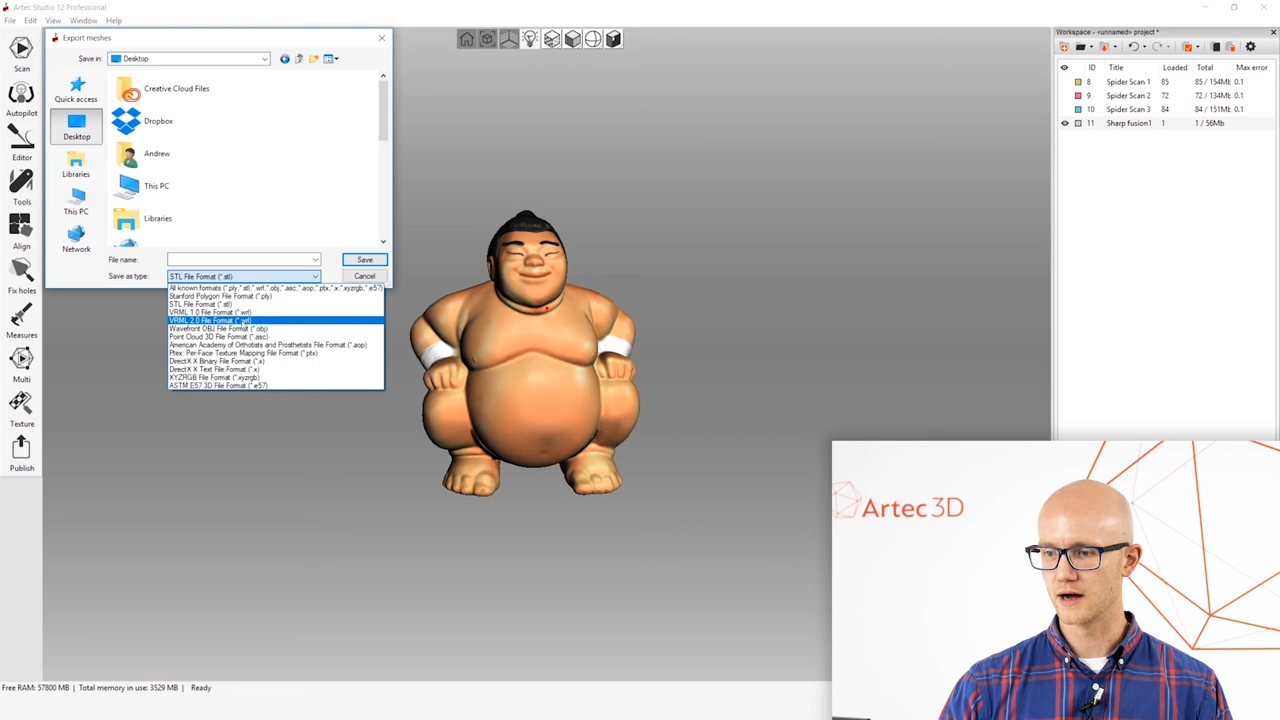 Artec Studio 12 Professional
File Edit View Window Help
Export meshes
Save in: Desktop
Scan
Autopilot
Editor
Tools
Align
Fix holes
Measures
Multi
Texture
Publish
Quick access
Desktop
Libraries
This PC
Network
Creative Cloud Files
Dropbox
Andrew
This PC
Libraries
File name: Save
Save as type: STL File Format (*.stl) Cancel
All known formats (*.ply;*.stl;*.wrl;*.obj;*.asc;*.aop;*.ptx;*.x;*.xyzrgb;*.e57)
Stanford Polygon File Format (*.ply)
STL File Format (*.stl)
VRML 1.0 File Format (*.wrl)
VRML 2.0 File Format (*.wrl)
Wavefront OBJ File Format (*.obj)
Point Cloud 3D File Format (*.asc)
American Academy of Orthotists and Prosthetists File Format (*.aop)
Ptex: Per-Face Texture Mapping File Format (*.ptx)
DirectX X Binary File Format (*.x)
DirectX X Text File Format (*.x)
XYZRGB File Format (*.xyzrgb)
ASTM E57 3D File Format (*.e57)
Workspace - <unnamed> project *
ID Title Loaded Total Max error
8 Spider Scan 1 85 85 / 154Mb 0.1
9 Spider Scan 2 72 72 / 134Mb 0.1
10 Spider Scan 3 84 84 / 151Mb 0.1
11 Sharp fusion1 1 1 / 56Mb
Artec 3D
Free RAM: 57800 MB | Total memory in use: 3529 MB | Ready